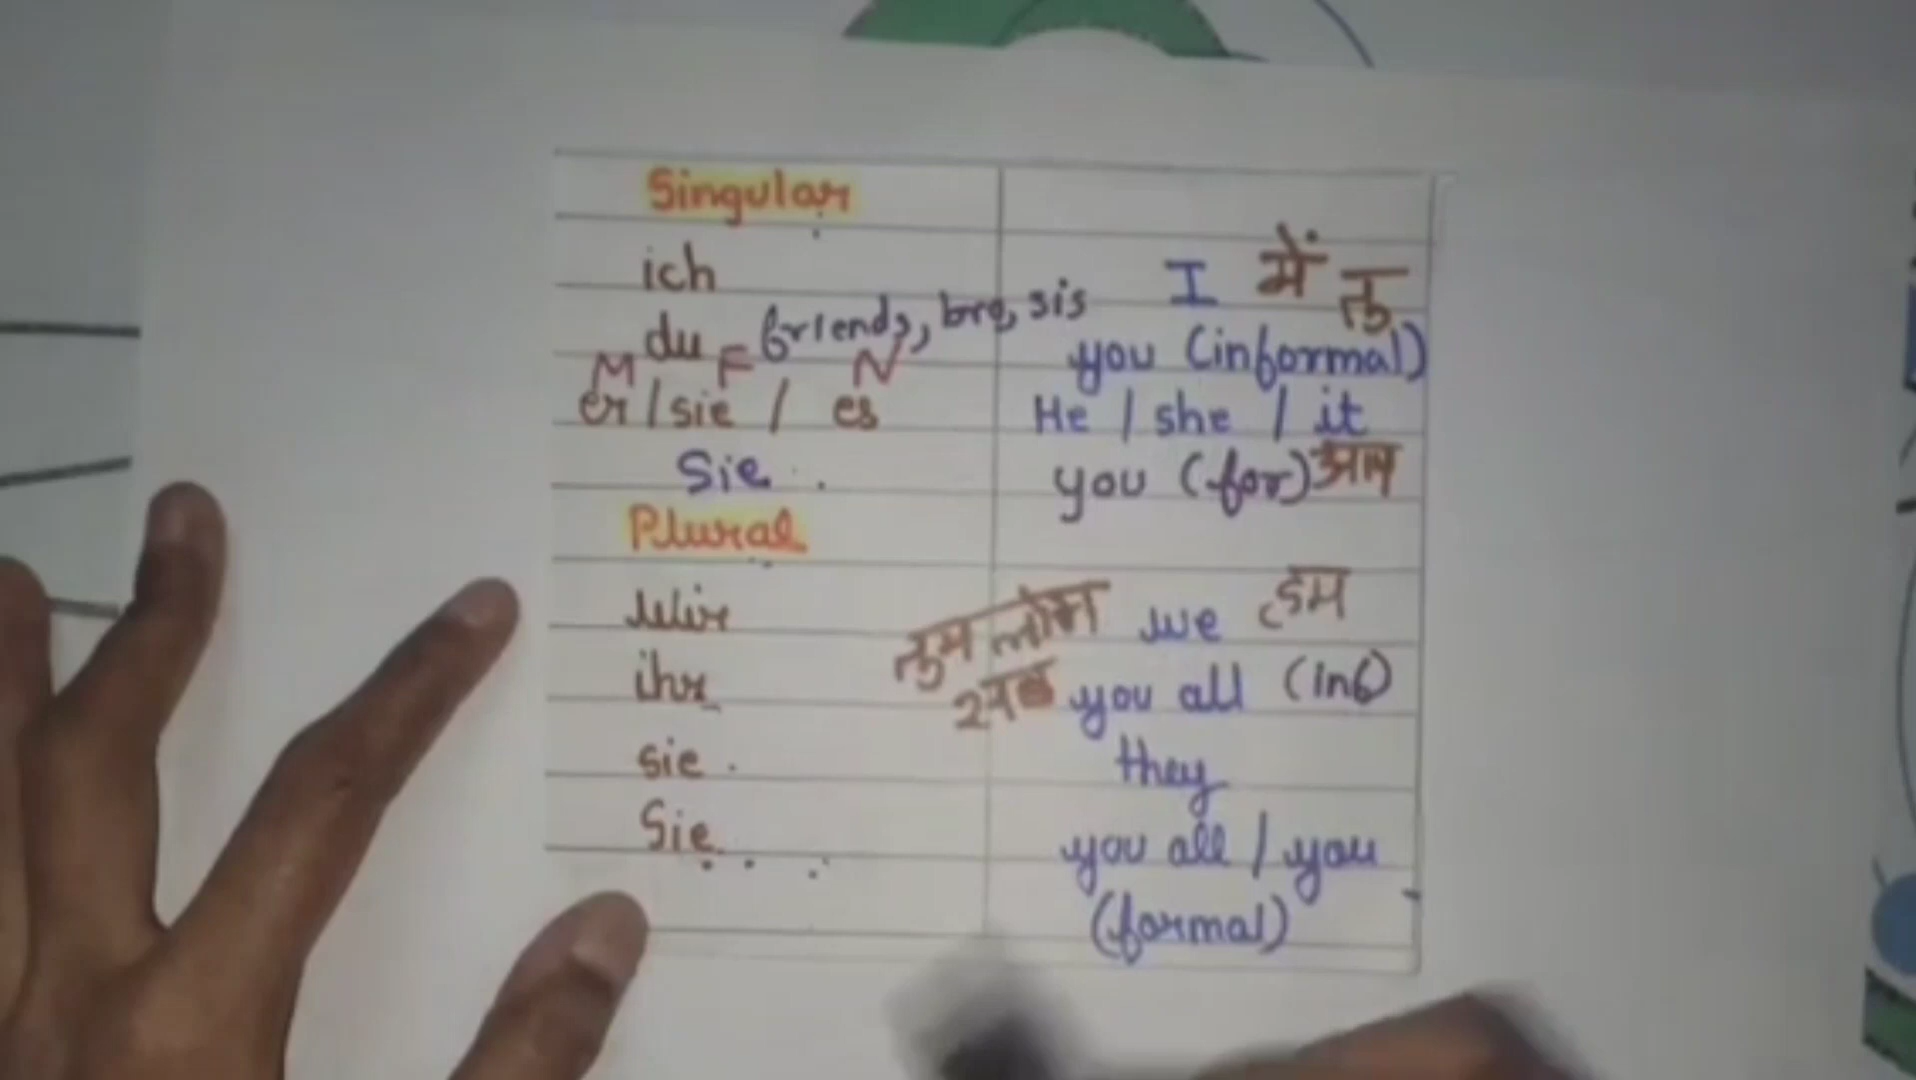 Singular
ich I में तु
du friends, bro, sis you (informal)
M F N
er / sie / es He / she / it
Sie you (for) आप
Plural
Wir we हम
ihr तुम लोग सब you all (inf)
sie they
Sie you all / you
(formal)